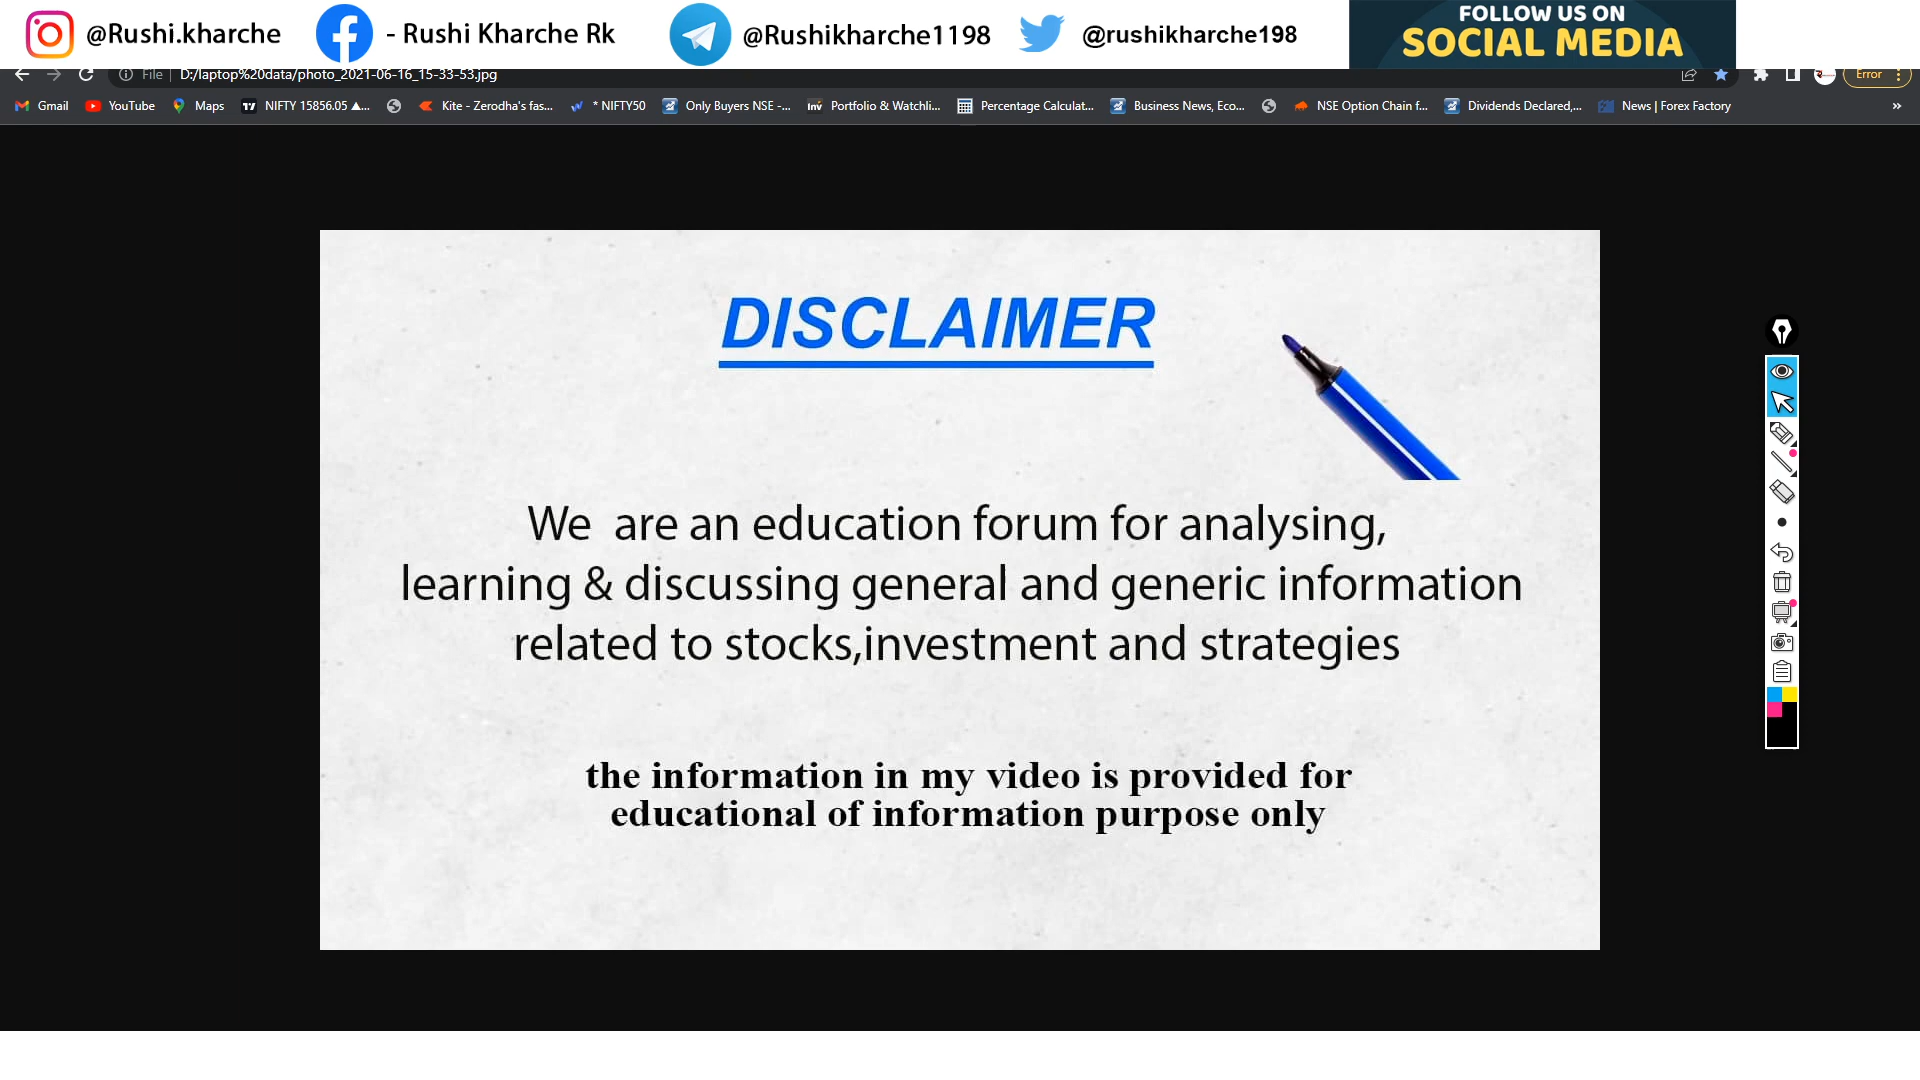 @Rushi.kharche - Rushi Kharche Rk @Rushikharche1198 @rushikharche198 FOLLOW US ON
SOCIAL MEDIA
File D:/laptop%20data/photo_2021-06-16_15-33-53.jpg Error
Gmail YouTube Maps NIFTY 15856.05 ▲... Kite - Zerodha's fas... * NIFTY50 Only Buyers NSE -... Inv Portfolio & Watchli... Percentage Calculat... Business News, Eco... NSE Option Chain f... Dividends Declared,... News | Forex Factory »
DISCLAIMER
We are an education forum for analysing,
learning & discussing general and generic information
related to stocks,investment and strategies
the information in my video is provided for
educational of information purpose only